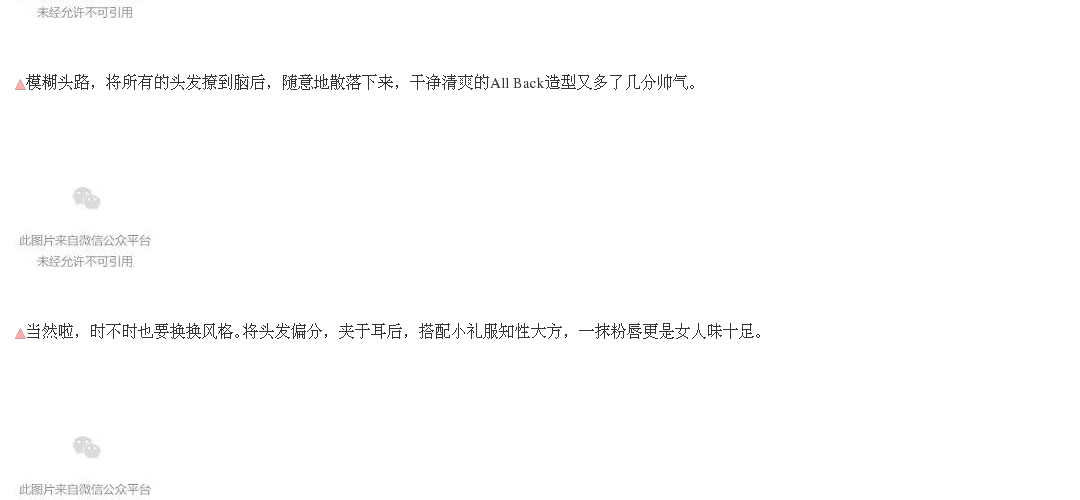 未经允许不可引用
▲模糊头路，将所有的头发撩到脑后，随意地散落下来，干净清爽的All Back造型又多了几分帅气。
此图片来自微信公众平台
未经允许不可引用
▲当然啦，时不时也要换换风格。将头发偏分，夹于耳后，搭配小礼服知性大方，一抹粉唇更是女人味十足。
此图片来自微信公众平台